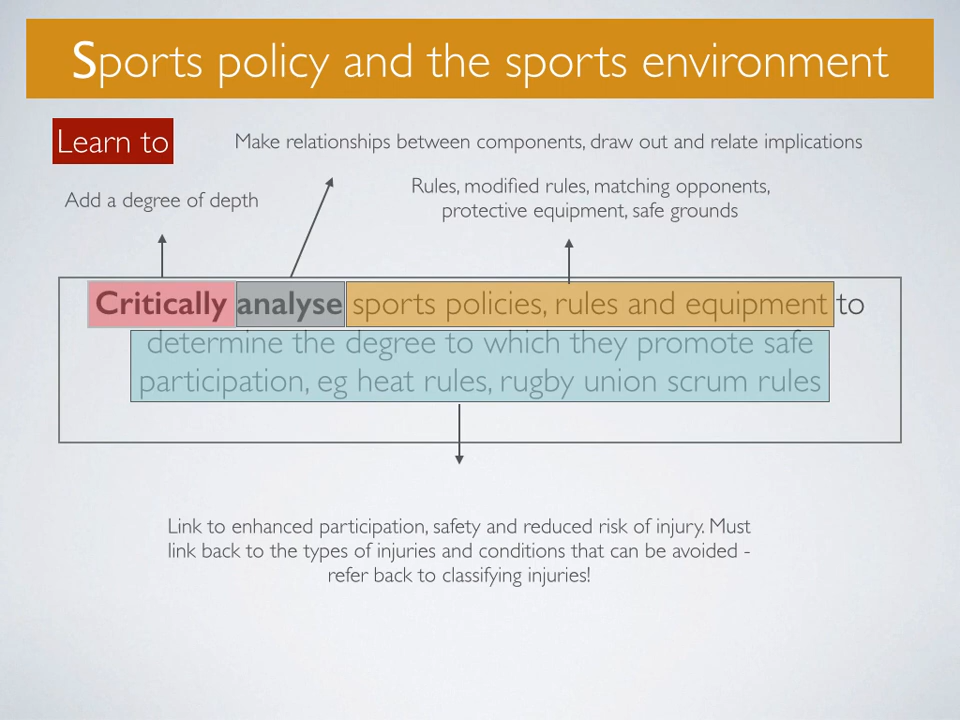 Sports policy and the sports environment
Learn to
Make relationships between components, draw out and relate implications
Add a degree of depth
Rules, modified rules, matching opponents,
protective equipment, safe grounds
Critically analyse sports policies, rules and equipment to
determine the degree to which they promote safe
participation, eg heat rules, rugby union scrum rules
Link to enhanced participation, safety and reduced risk of injury. Must
link back to the types of injuries and conditions that can be avoided -
refer back to classifying injuries!